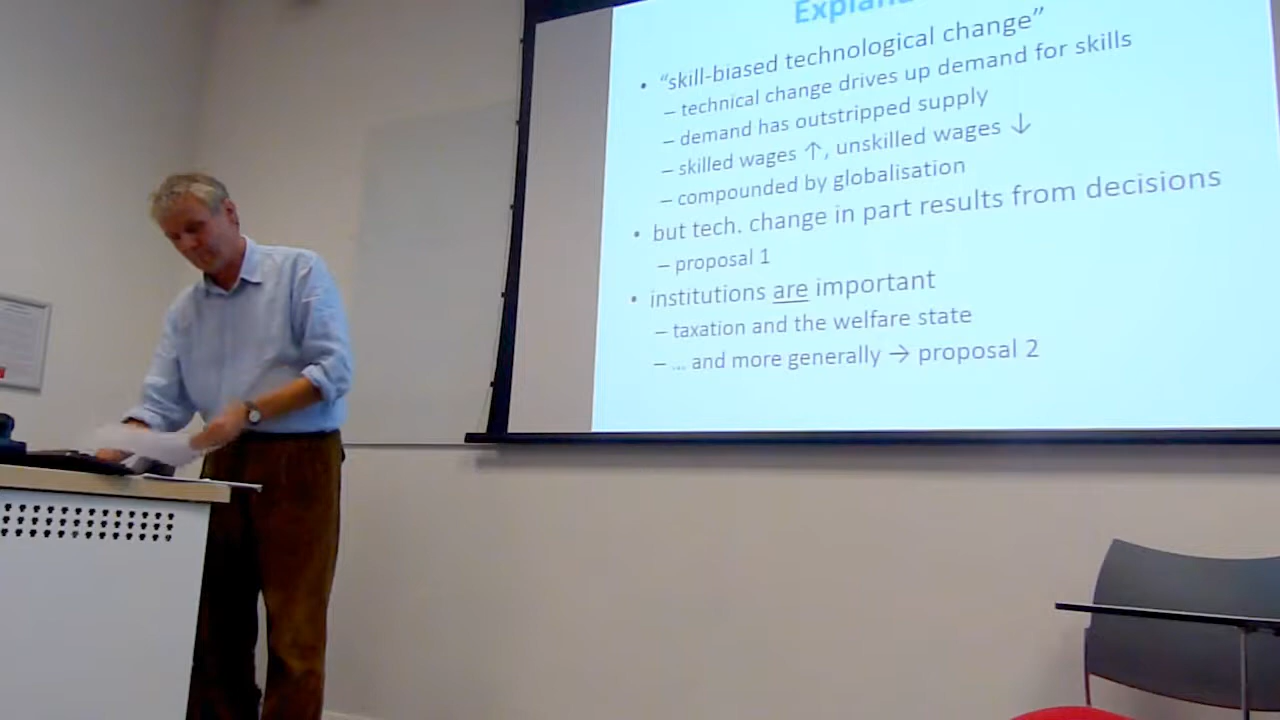 • “skill-biased technological change”
– technical change drives up demand for skills
– demand has outstripped supply
– skilled wages ↑, unskilled wages ↓
– compounded by globalisation
• but tech. change in part results from decisions
– proposal 1
• institutions are important
– taxation and the welfare state
– ... and more generally → proposal 2